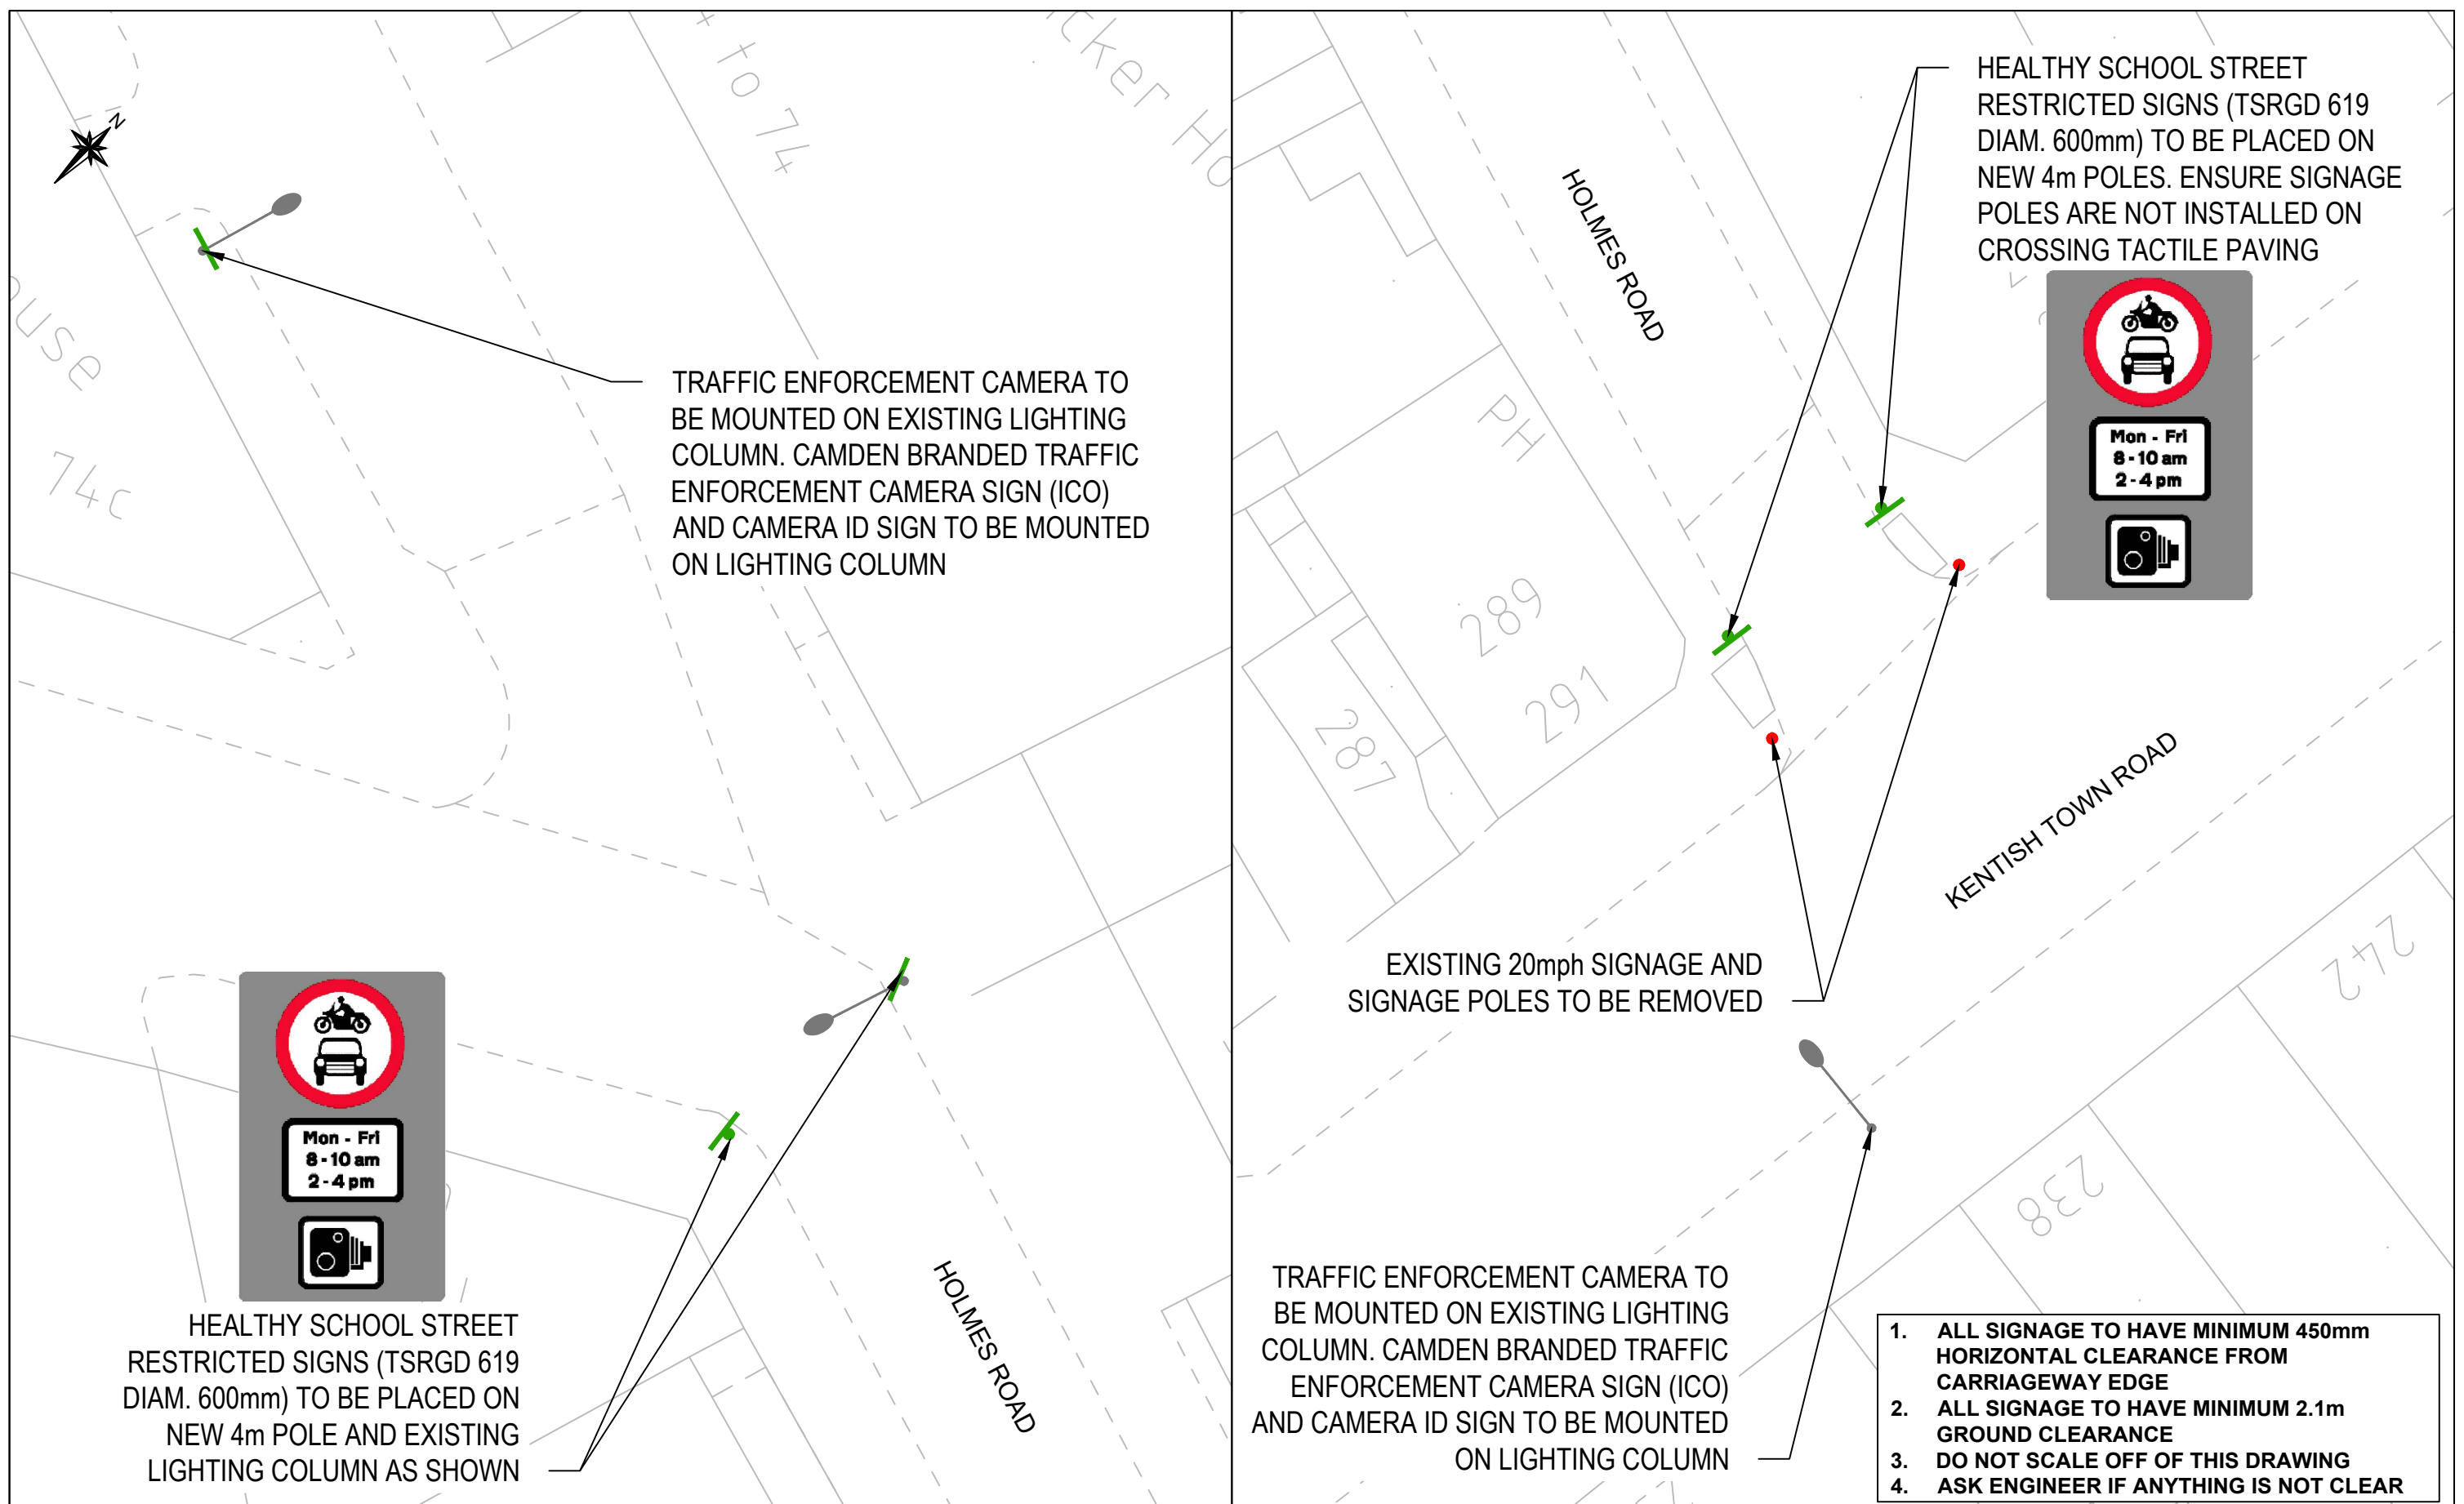 N
to 74
cker Ho
ouse
74c
TRAFFIC ENFORCEMENT CAMERA TO
BE MOUNTED ON EXISTING LIGHTING
COLUMN. CAMDEN BRANDED TRAFFIC
ENFORCEMENT CAMERA SIGN (ICO)
AND CAMERA ID SIGN TO BE MOUNTED
ON LIGHTING COLUMN
Mon - Fri
8 - 10 am
2 - 4 pm
HEALTHY SCHOOL STREET
RESTRICTED SIGNS (TSRGD 619
DIAM. 600mm) TO BE PLACED ON
NEW 4m POLE AND EXISTING
LIGHTING COLUMN AS SHOWN
HOLMES ROAD
HOLMES ROAD
HEALTHY SCHOOL STREET
RESTRICTED SIGNS (TSRGD 619
DIAM. 600mm) TO BE PLACED ON
NEW 4m POLES. ENSURE SIGNAGE
POLES ARE NOT INSTALLED ON
CROSSING TACTILE PAVING
Mon - Fri
8 - 10 am
2 - 4 pm
PH
289
291
287
KENTISH TOWN ROAD
EXISTING 20mph SIGNAGE AND
SIGNAGE POLES TO BE REMOVED
242
238
TRAFFIC ENFORCEMENT CAMERA TO
BE MOUNTED ON EXISTING LIGHTING
COLUMN. CAMDEN BRANDED TRAFFIC
ENFORCEMENT CAMERA SIGN (ICO)
AND CAMERA ID SIGN TO BE MOUNTED
ON LIGHTING COLUMN
1. ALL SIGNAGE TO HAVE MINIMUM 450mm
HORIZONTAL CLEARANCE FROM
CARRIAGEWAY EDGE
2. ALL SIGNAGE TO HAVE MINIMUM 2.1m
GROUND CLEARANCE
3. DO NOT SCALE OFF OF THIS DRAWING
4. ASK ENGINEER IF ANYTHING IS NOT CLEAR